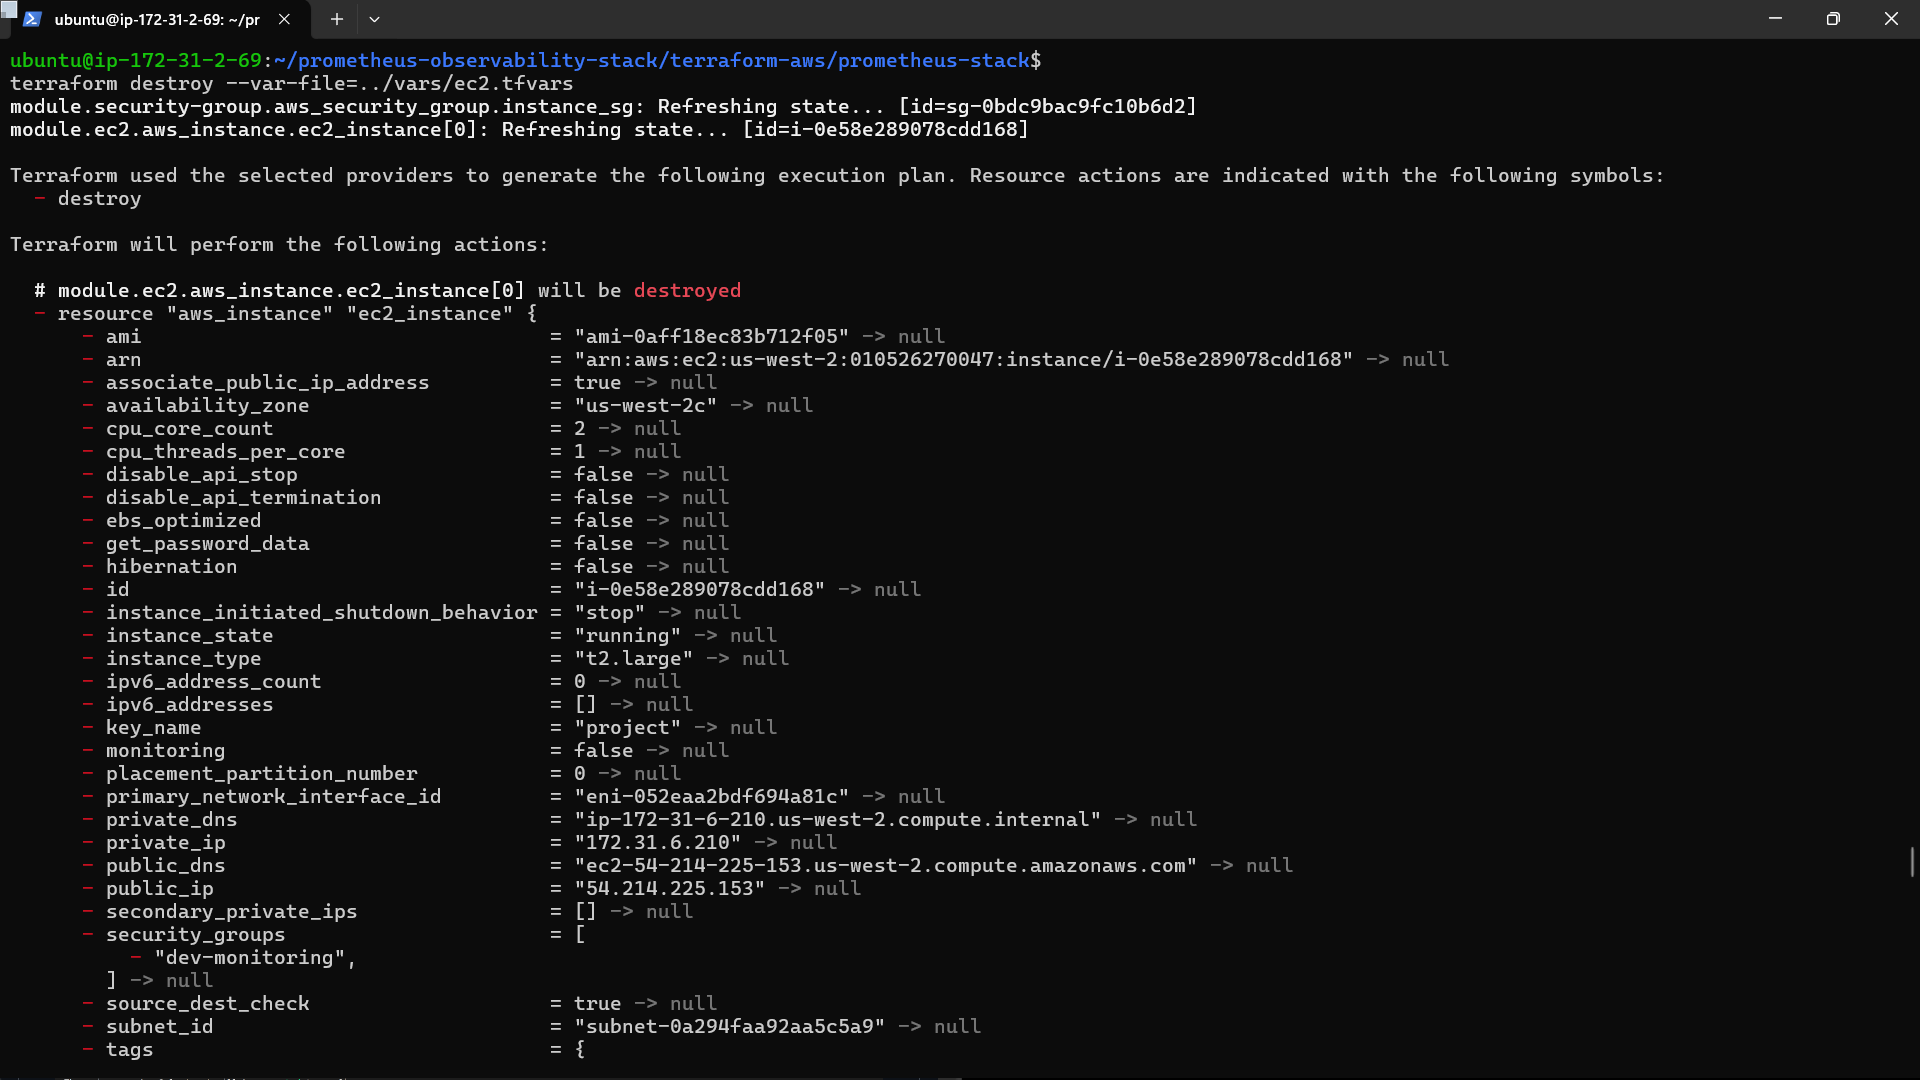 ubuntu@ip-172-31-2-69: ~/pr
ubuntu@ip-172-31-2-69:~/prometheus-observability-stack/terraform-aws/prometheus-stack$
terraform destroy --var-file=../vars/ec2.tfvars
module.security-group.aws_security_group.instance_sg: Refreshing state... [id=sg-0bdc9bac9fc10b6d2]
module.ec2.aws_instance.ec2_instance[0]: Refreshing state... [id=i-0e58e289078cdd168]
Terraform used the selected providers to generate the following execution plan. Resource actions are indicated with the following symbols:
- destroy
Terraform will perform the following actions:
# module.ec2.aws_instance.ec2_instance[0] will be destroyed
- resource "aws_instance" "ec2_instance" {
- ami = "ami-0aff18ec83b712f05" -> null
- arn = "arn:aws:ec2:us-west-2:010526270047:instance/i-0e58e289078cdd168" -> null
- associate_public_ip_address = true -> null
- availability_zone = "us-west-2c" -> null
- cpu_core_count = 2 -> null
- cpu_threads_per_core = 1 -> null
- disable_api_stop = false -> null
- disable_api_termination = false -> null
- ebs_optimized = false -> null
- get_password_data = false -> null
- hibernation = false -> null
- id = "i-0e58e289078cdd168" -> null
- instance_initiated_shutdown_behavior = "stop" -> null
- instance_state = "running" -> null
- instance_type = "t2.large" -> null
- ipv6_address_count = 0 -> null
- ipv6_addresses = [] -> null
- key_name = "project" -> null
- monitoring = false -> null
- placement_partition_number = 0 -> null
- primary_network_interface_id = "eni-052eaa2bdf694a81c" -> null
- private_dns = "ip-172-31-6-210.us-west-2.compute.internal" -> null
- private_ip = "172.31.6.210" -> null
- public_dns = "ec2-54-214-225-153.us-west-2.compute.amazonaws.com" -> null
- public_ip = "54.214.225.153" -> null
- secondary_private_ips = [] -> null
- security_groups = [
- "dev-monitoring",
] -> null
- source_dest_check = true -> null
- subnet_id = "subnet-0a294faa92aa5c5a9" -> null
- tags = {